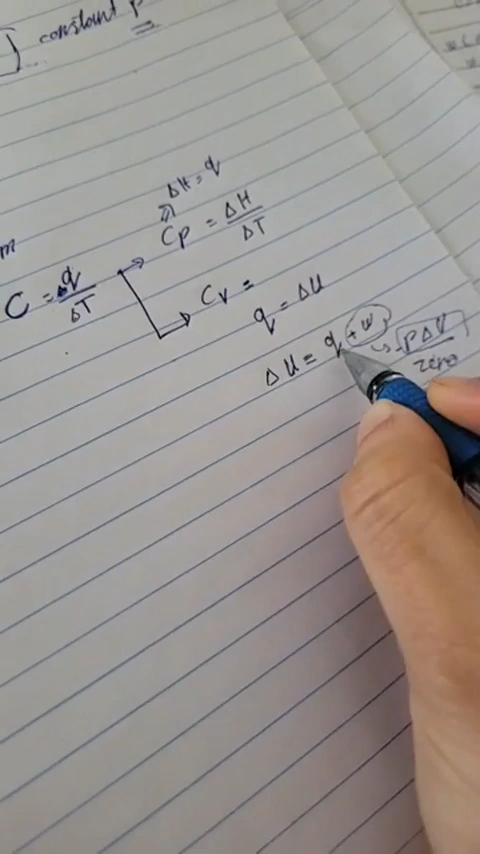 constant P
ΔH = q
Cp = ΔH/ΔT
C = q/ΔT
Cv =
q = ΔU
ΔU = q + w → -PΔV
zero